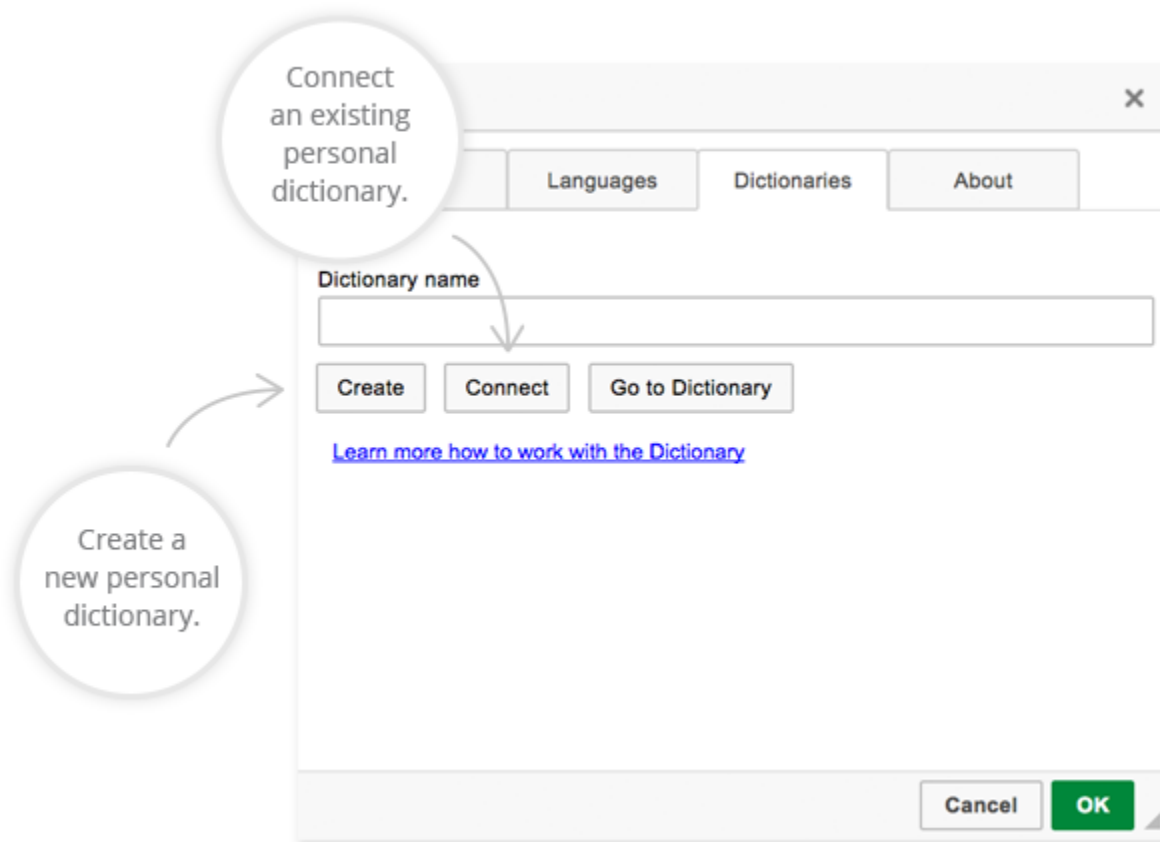 Connect
an existing
personal
dictionary.
Languages
Dictionaries
About
Dictionary name
Create
Connect
Go to Dictionary
Learn more how to work with the Dictionary
Create a
new personal
dictionary.
Cancel
OK